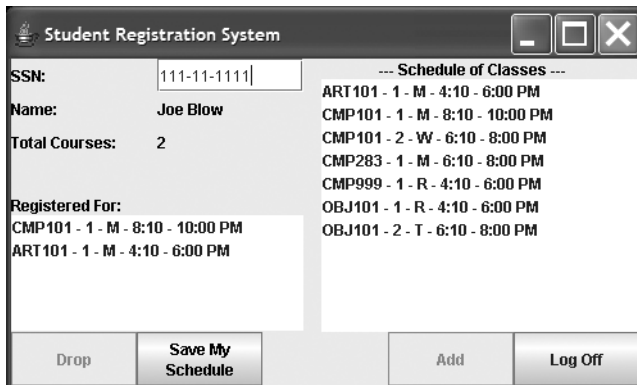 Student Registration System
SSN:
111-11-1111
Name:
Joe Blow
Total Courses:
2
Registered For:
CMP101 - 1 - M - 8:10 - 10:00 PM
ART101 - 1 - M - 4:10 - 6:00 PM
--- Schedule of Classes ---
ART101 - 1 - M - 4:10 - 6:00 PM
CMP101 - 1 - M - 8:10 - 10:00 PM
CMP101 - 2 - W - 6:10 - 8:00 PM
CMP283 - 1 - M - 6:10 - 8:00 PM
CMP999 - 1 - R - 4:10 - 6:00 PM
OBJ101 - 1 - R - 4:10 - 6:00 PM
OBJ101 - 2 - T - 6:10 - 8:00 PM
Drop
Save My
Schedule
Add
Log Off